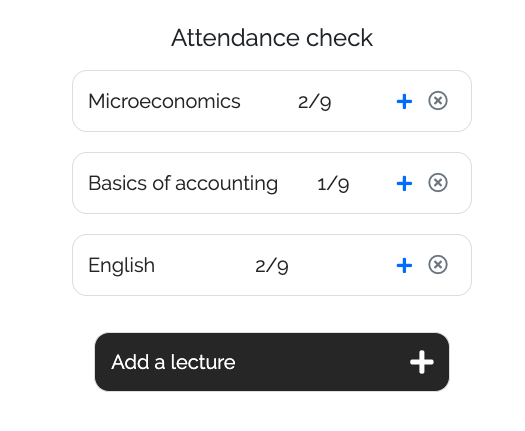 Attendance check
Microeconomics 2/9
Basics of accounting 1/9
English 2/9
Add a lecture